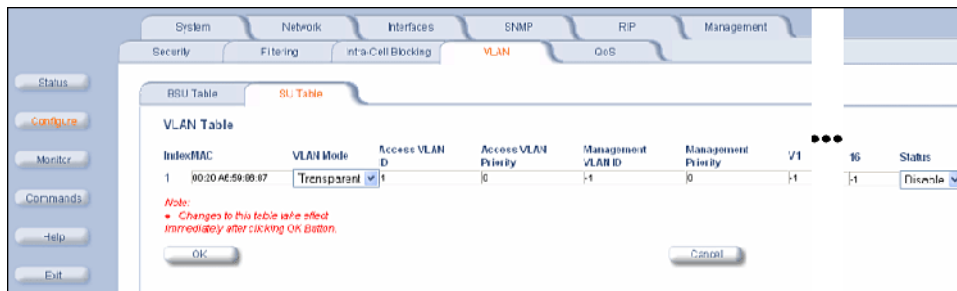 System Network Interfaces SNMP RIP Management
Security Filtering Intra-Cell Blocking VLAN QoS
Status
Configure
Monitor
Commands
Help
Exit
BSU Table SU Table
VLAN Table
Index MAC VLAN Mode Access VLAN ID Access VLAN Priority Management VLAN ID Management Priority V1 ••• 16 Status
1 00:20:A6:59:86:87 Transparent 1 0 -1 0 -1 -1 Disable
Note:
• Changes to this table take effect
immediately after clicking OK Button.
OK Cancel